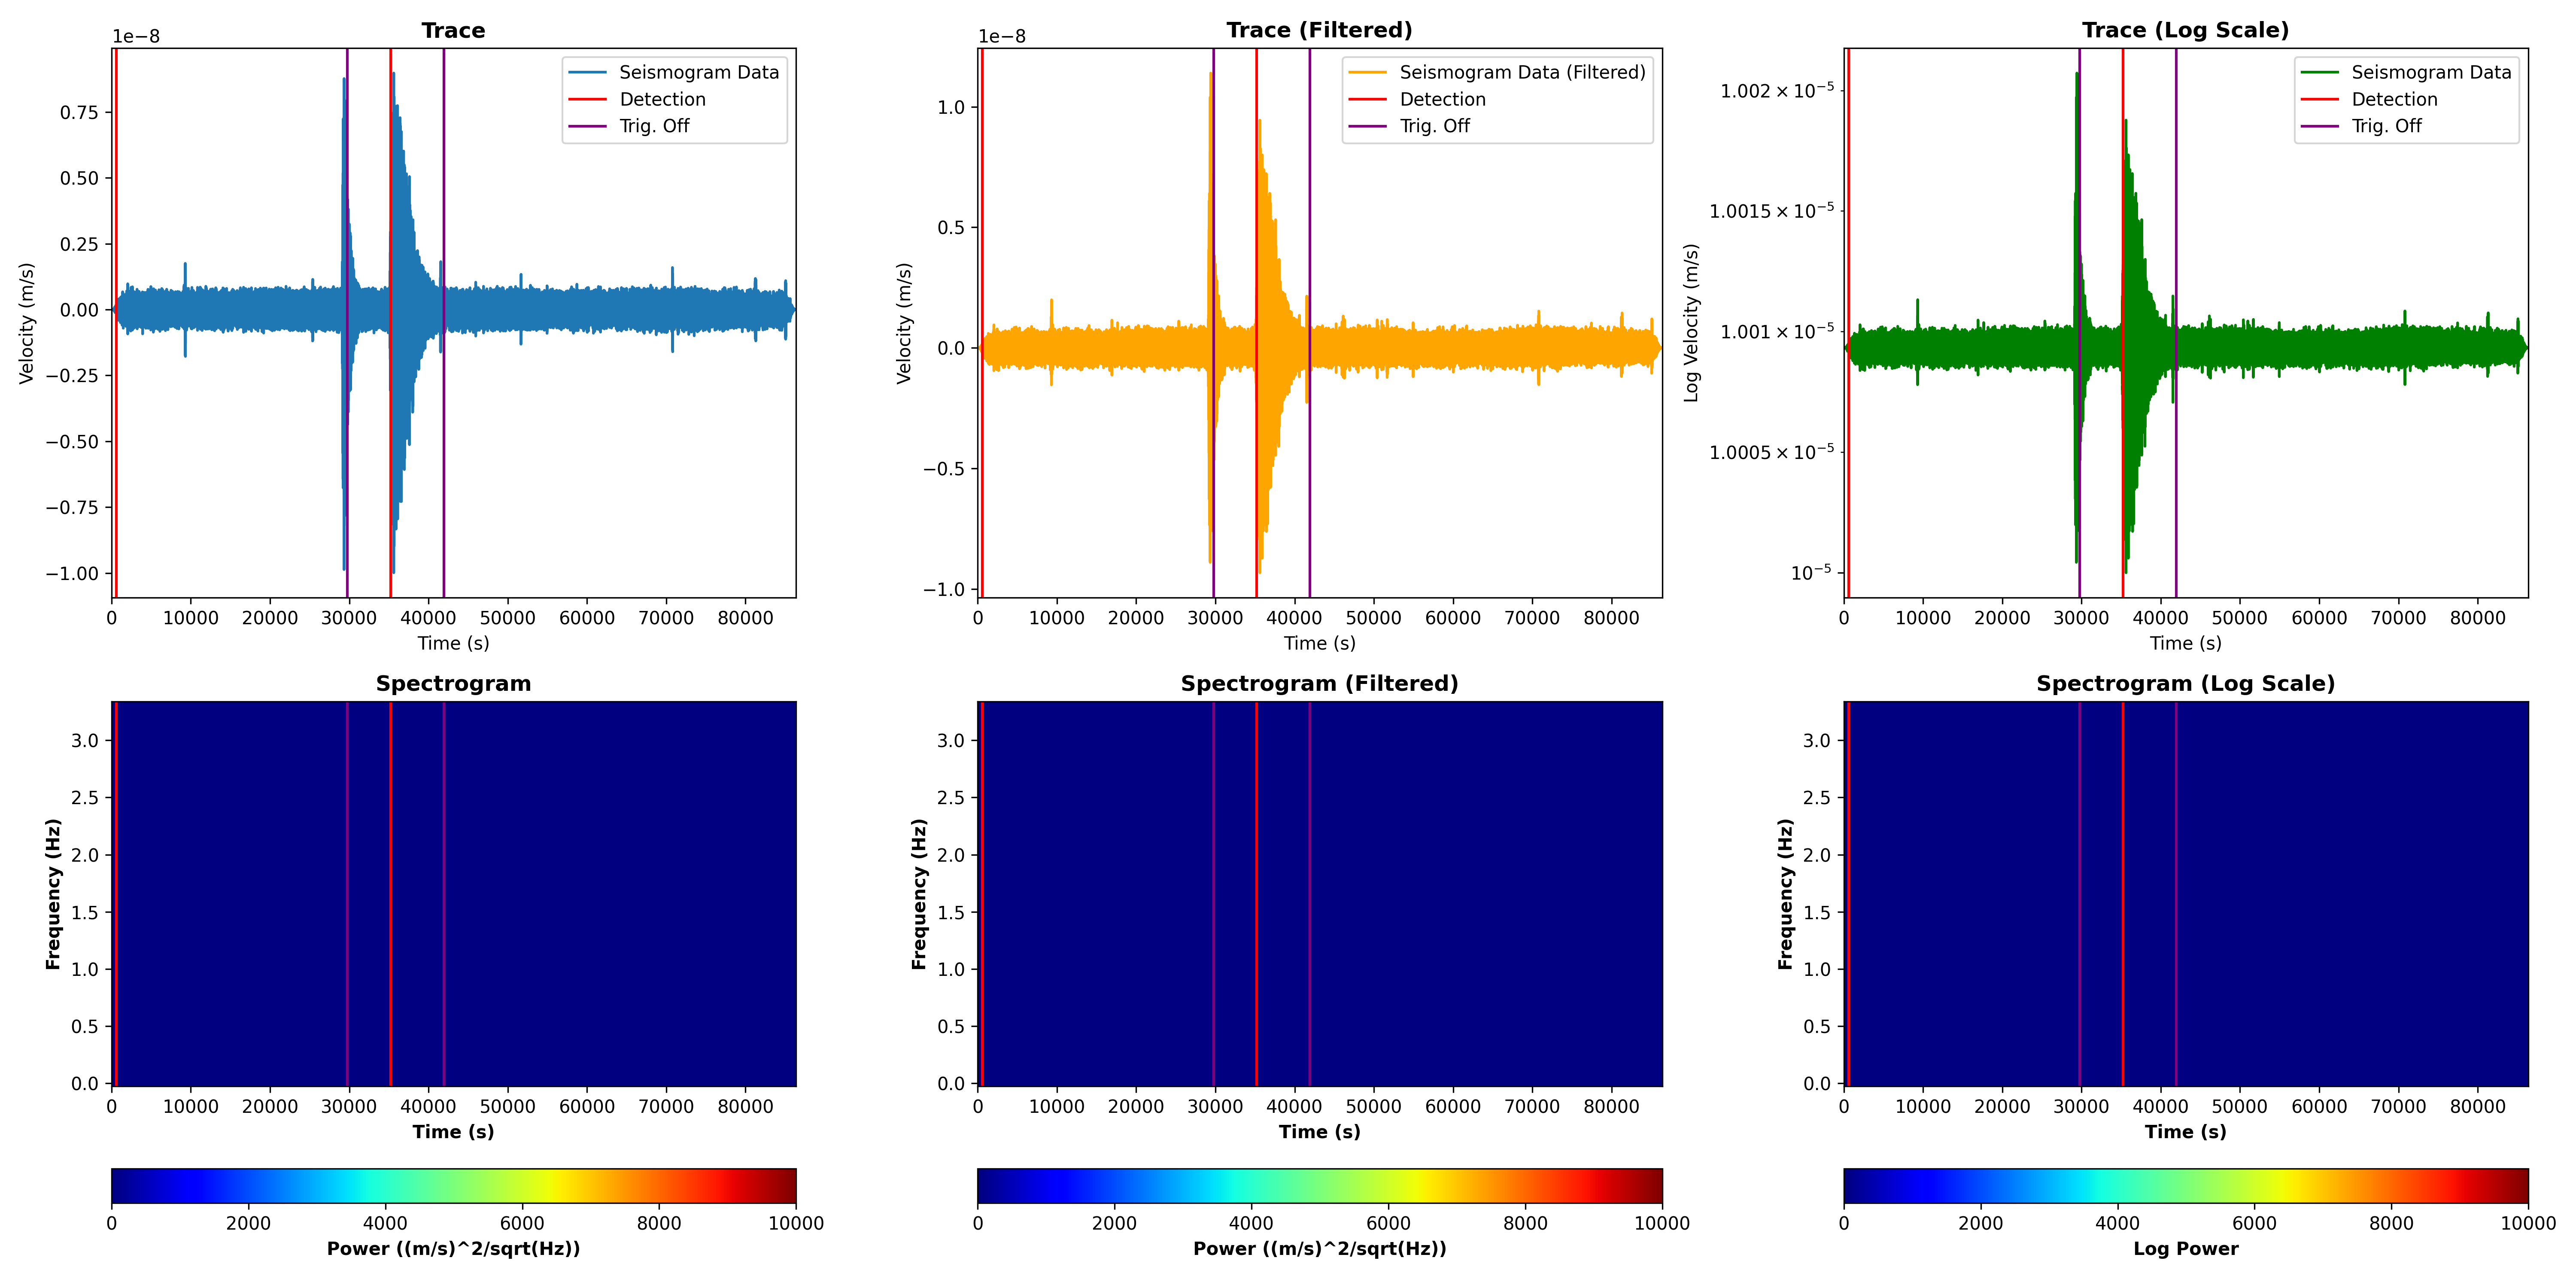 Trace
1e−8
Seismogram Data
Detection
Trig. Off
0.75
0.50
0.25
0.00
−0.25
−0.50
−0.75
−1.00
Velocity (m/s)
0 10000 20000 30000 40000 50000 60000 70000 80000
Time (s)
Trace (Filtered)
1e−8
Seismogram Data (Filtered)
Detection
Trig. Off
1.0
0.5
0.0
−0.5
−1.0
Velocity (m/s)
0 10000 20000 30000 40000 50000 60000 70000 80000
Time (s)
Trace (Log Scale)
Seismogram Data
Detection
Trig. Off
1.002 × 10⁻⁵
1.0015 × 10⁻⁵
1.001 × 10⁻⁵
1.0005 × 10⁻⁵
10⁻⁵
Log Velocity (m/s)
0 10000 20000 30000 40000 50000 60000 70000 80000
Time (s)
Spectrogram
3.0
2.5
2.0
1.5
1.0
0.5
0.0
Frequency (Hz)
0 10000 20000 30000 40000 50000 60000 70000 80000
Time (s)
0 2000 4000 6000 8000 10000
Power ((m/s)^2/sqrt(Hz))
Spectrogram (Filtered)
3.0
2.5
2.0
1.5
1.0
0.5
0.0
Frequency (Hz)
0 10000 20000 30000 40000 50000 60000 70000 80000
Time (s)
0 2000 4000 6000 8000 10000
Power ((m/s)^2/sqrt(Hz))
Spectrogram (Log Scale)
3.0
2.5
2.0
1.5
1.0
0.5
0.0
Frequency (Hz)
0 10000 20000 30000 40000 50000 60000 70000 80000
Time (s)
0 2000 4000 6000 8000 10000
Log Power